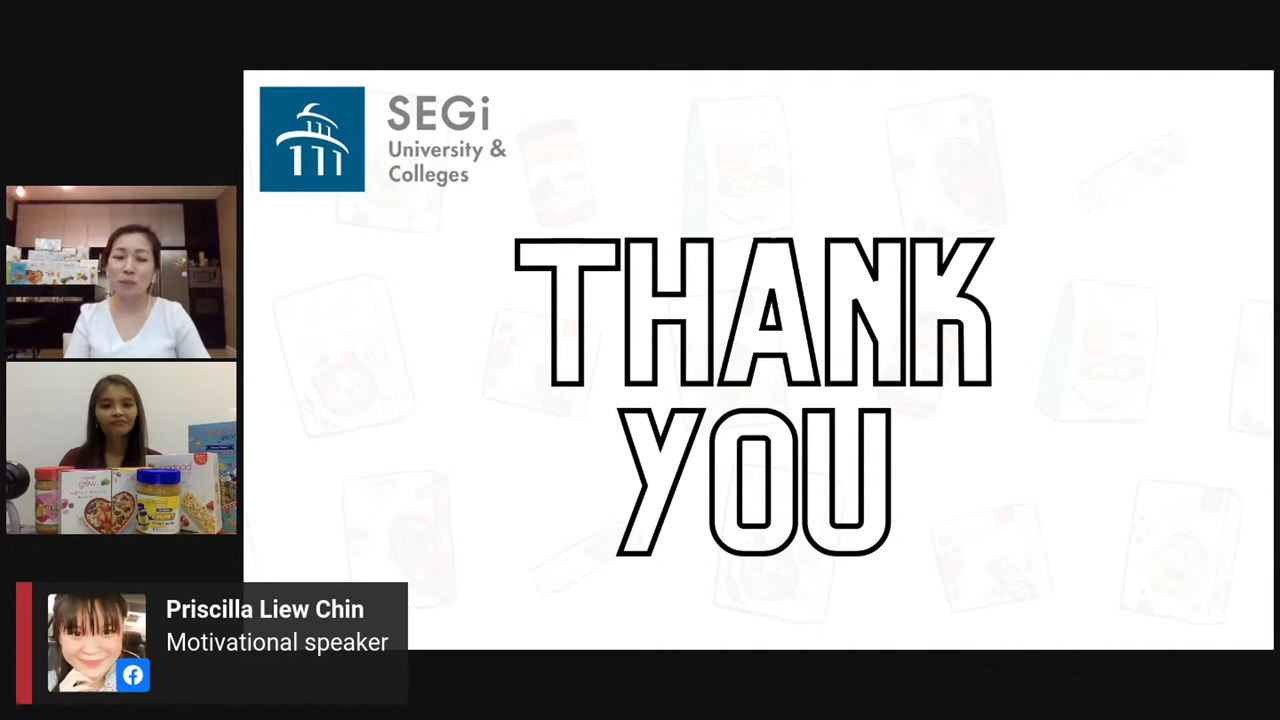 SEGi
University &
Colleges
THANK
YOU
Priscilla Liew Chin
Motivational speaker